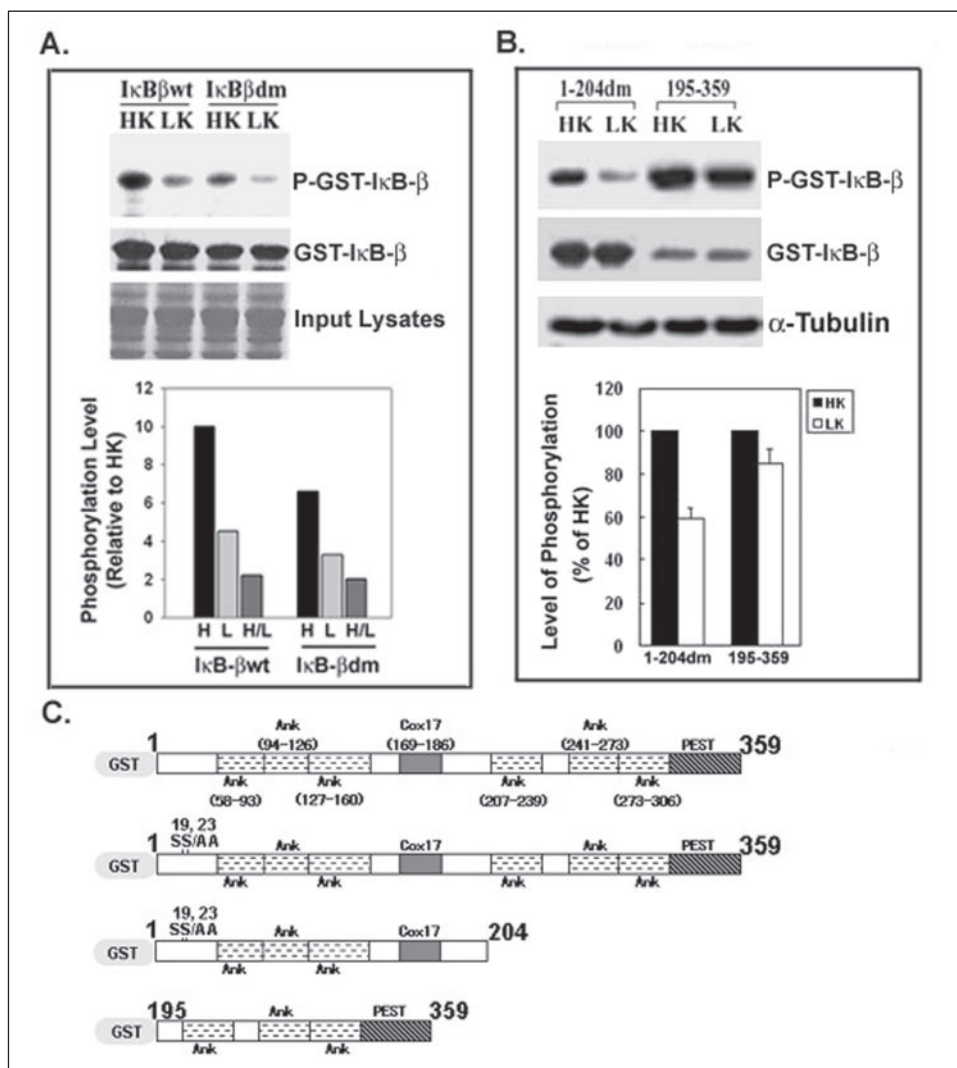 A.
IκBβwt IκBβdm
HK LK HK LK
P-GST-IκB-β
GST-IκB-β
Input Lysates
Phosphorylation Level
(Relative to HK)
12
10
8
6
4
2
0
H L H/L H L H/L
IκB-βwt IκB-βdm
B.
1-204dm 195-359
HK LK HK LK
P-GST-IκB-β
GST-IκB-β
α-Tubulin
Level of Phosphorylation
(% of HK)
120
100
80
60
40
20
0
HK
LK
1-204dm 195-359
C.
1 Ank Cox17 Ank PEST 359
(94-126) (169-186) (241-273)
GST
Ank Ank Ank Ank
(58-93) (127-160) (207-239) (273-306)
19, 23
1 SS/AA Ank Cox17 Ank PEST 359
GST
Ank Ank Ank Ank
19, 23
1 SS/AA Ank Cox17 204
GST
Ank Ank
195 Ank PEST 359
GST
Ank Ank